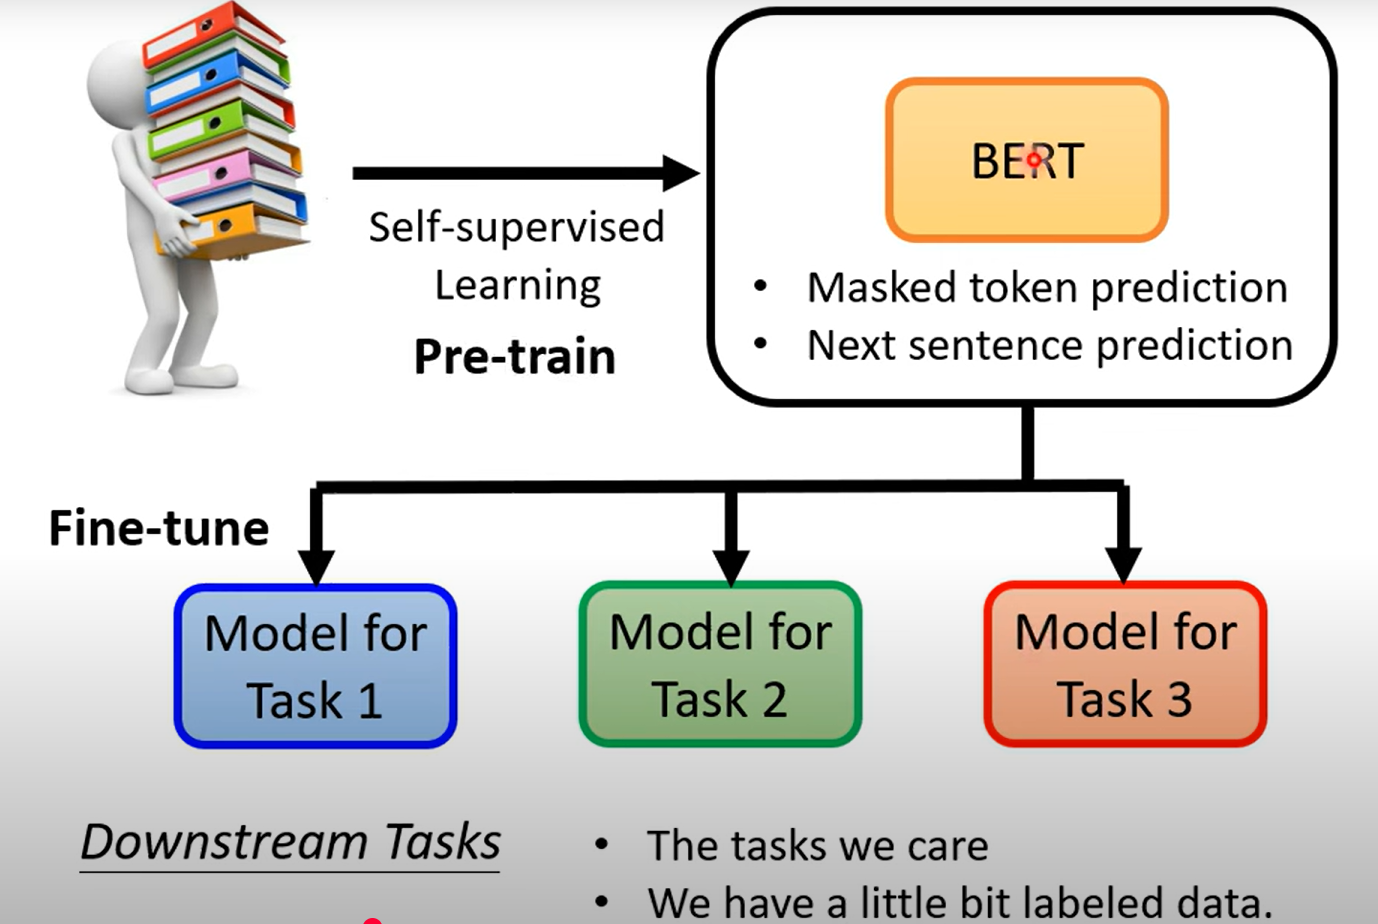 BERT
Self-supervised
Learning
Pre-train
• Masked token prediction
• Next sentence prediction
Fine-tune
Model for
Task 1
Model for
Task 2
Model for
Task 3
Downstream Tasks
• The tasks we care
• We have a little bit labeled data.